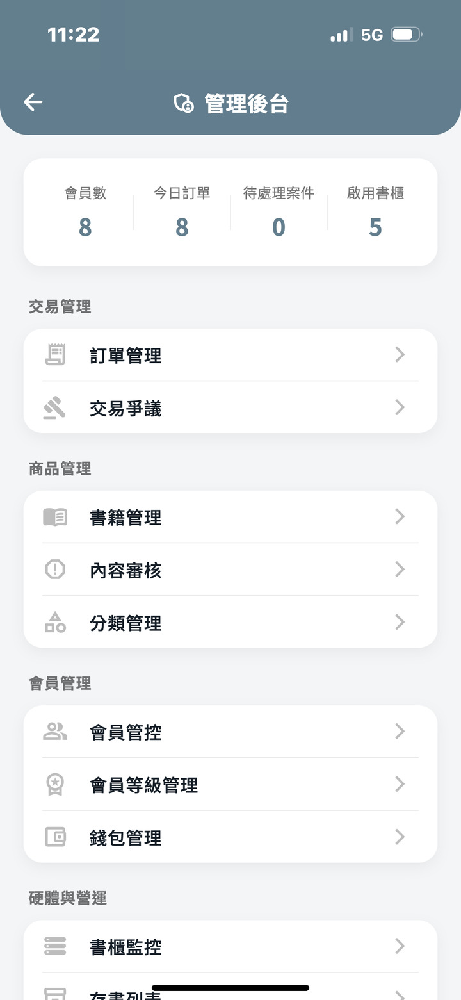 11:22
5G
管理後台
會員數 今日訂單 待處理案件 啟用書櫃
8 8 0 5
交易管理
訂單管理
交易爭議
商品管理
書籍管理
內容審核
分類管理
會員管理
會員管控
會員等級管理
錢包管理
硬體與營運
書櫃監控
存書列表